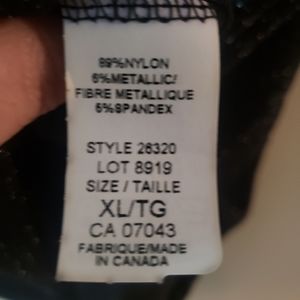 89%NYLON
6%METALLIC/
FIBRE METALLIQUE
5%SPANDEX
STYLE 26320
LOT 8919
SIZE / TAILLE
XL/TG
CA 07043
FABRIQUE/MADE
IN CANADA